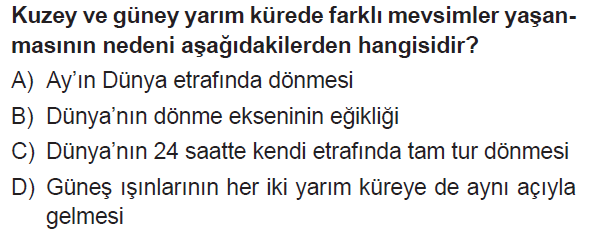 Kuzey ve güney yarım kürede farklı mevsimler yaşan-
masının nedeni aşağıdakilerden hangisidir?
A) Ay’ın Dünya etrafında dönmesi
B) Dünya’nın dönme ekseninin eğikliği
C) Dünya’nın 24 saatte kendi etrafında tam tur dönmesi
D) Güneş ışınlarının her iki yarım küreye de aynı açıyla
gelmesi